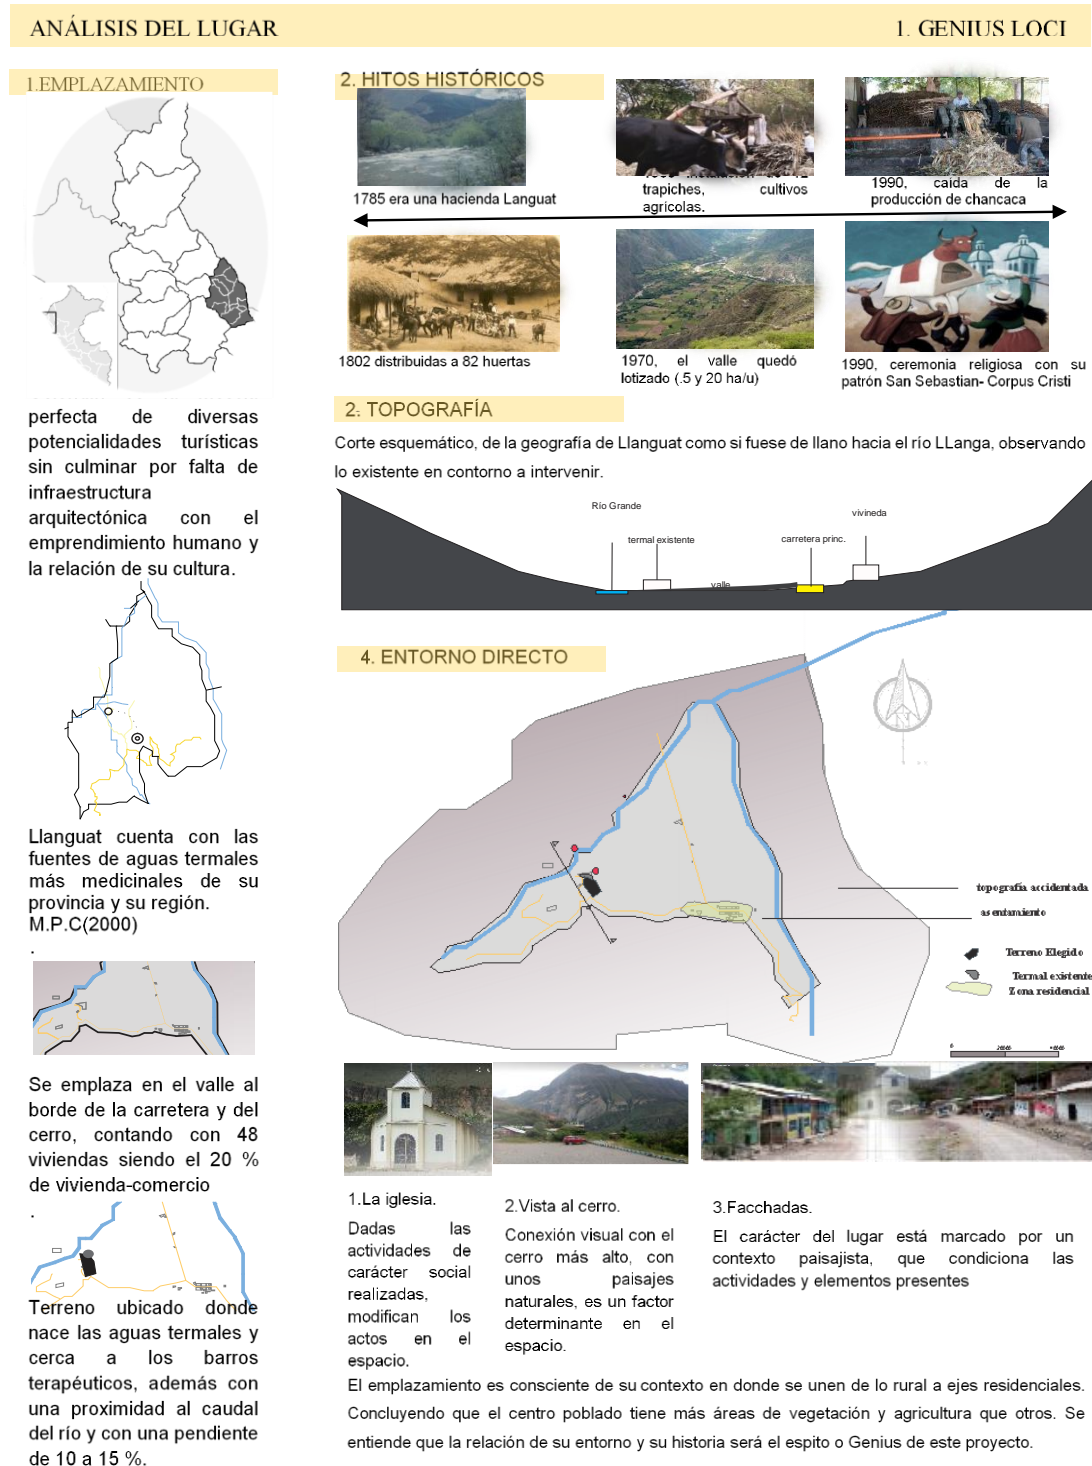 ANÁLISIS DEL LUGAR
1. GENIUS LOCI
1.EMPLAZAMIENTO
perfecta de diversas
potencialidades turísticas
sin culminar por falta de
infraestructura
arquitectónica con el
emprendimiento humano y
la relación de su cultura.
Llanguat cuenta con las
fuentes de aguas termales
más medicinales de su
provincia y su región.
M.P.C(2000)
.
Se emplaza en el valle al
borde de la carretera y del
cerro, contando con 48
viviendas siendo el 20 %
de vivienda-comercio
.
Terreno ubicado donde
nace las aguas termales y
cerca a los barros
terapéuticos, además con
una proximidad al caudal
del río y con una pendiente
de 10 a 15 %.
2. HITOS HISTÓRICOS
1785 era una hacienda Languat
trapiches, cultivos
agrícolas.
1990, caída de la
producción de chancaca
1802 distribuidas a 82 huertas
1970, el valle quedó
lotizado (.5 y 20 ha/u)
1990, ceremonia religiosa con su
patrón San Sebastian- Corpus Cristi
2. TOPOGRAFÍA
Corte esquemático, de la geografía de Llanguat como si fuese de llano hacia el río LLanga, observando
lo existente en contorno a intervenir.
Río Grande
vivineda
termal existente
carretera princ.
valle
4. ENTORNO DIRECTO
topografía accidentada
asentamiento
Terreno Elegido
Termal existente
Zona residencial
0
1.La iglesia.
Dadas las
actividades de
carácter social
realizadas,
modifican los
actos en el
espacio.
2.Vista al cerro.
Conexión visual con el
cerro más alto, con
unos paisajes
naturales, es un factor
determinante en el
espacio.
3.Facchadas.
El carácter del lugar está marcado por un
contexto paisajista, que condiciona las
actividades y elementos presentes
El emplazamiento es consciente de su contexto en donde se unen de lo rural a ejes residenciales.
Concluyendo que el centro poblado tiene más áreas de vegetación y agricultura que otros. Se
entiende que la relación de su entorno y su historia será el espito o Genius de este proyecto.